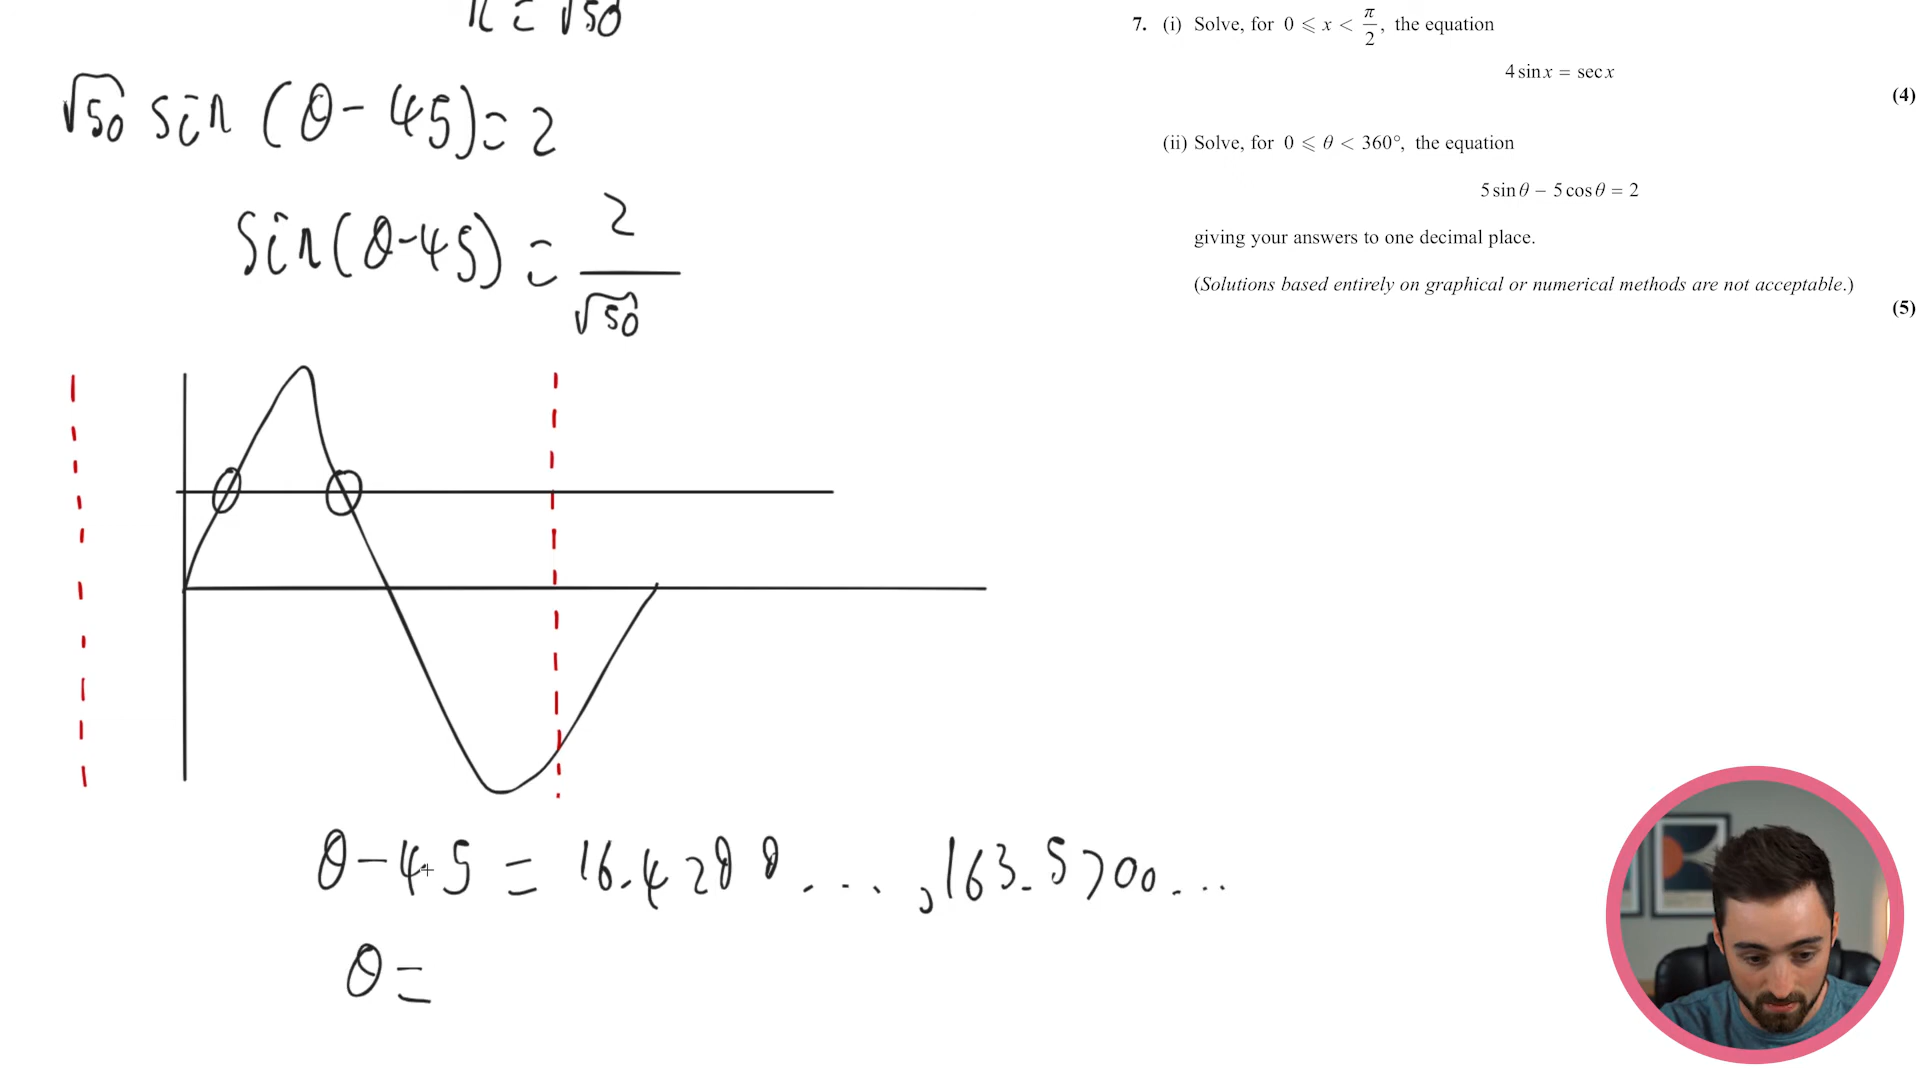 R = √50
√50 sin (θ - 45) = 2
sin(θ-45) = 2/√50
θ - 45 = 16.4299... , 163.5700...
θ =
7. (i) Solve, for 0 ⩽ x < π/2, the equation
4 sin x = sec x
(4)
(ii) Solve, for 0 ⩽ θ < 360°, the equation
5 sin θ − 5 cos θ = 2
giving your answers to one decimal place.
(Solutions based entirely on graphical or numerical methods are not acceptable.)
(5)